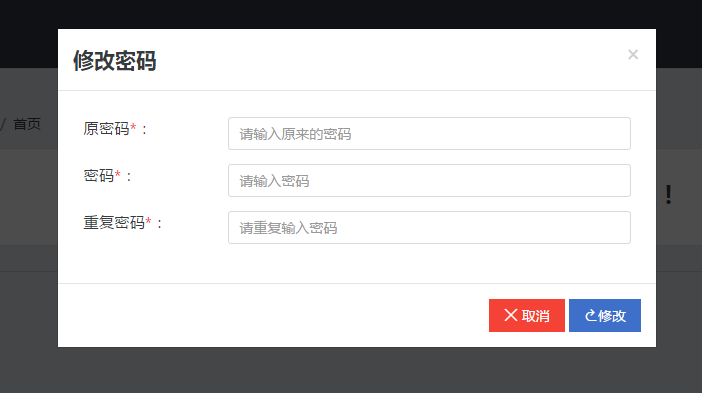 修改密码 ×
/ 首页
原密码*： 请输入原来的密码
密码*： 请输入密码
!
重复密码*： 请重复输入密码
取消 修改